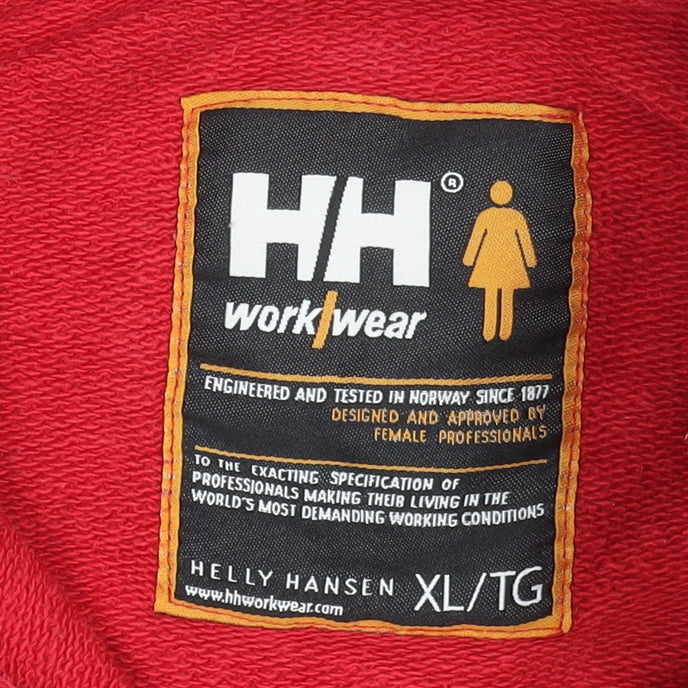 HH®
work/wear
ENGINEERED AND TESTED IN NORWAY SINCE 1877
DESIGNED AND APPROVED BY
FEMALE PROFESSIONALS
TO THE EXACTING SPECIFICATION OF
PROFESSIONALS MAKING THEIR LIVING IN THE
WORLD'S MOST DEMANDING WORKING CONDITIONS
HELLY HANSEN XL/TG
www.hhworkwear.com